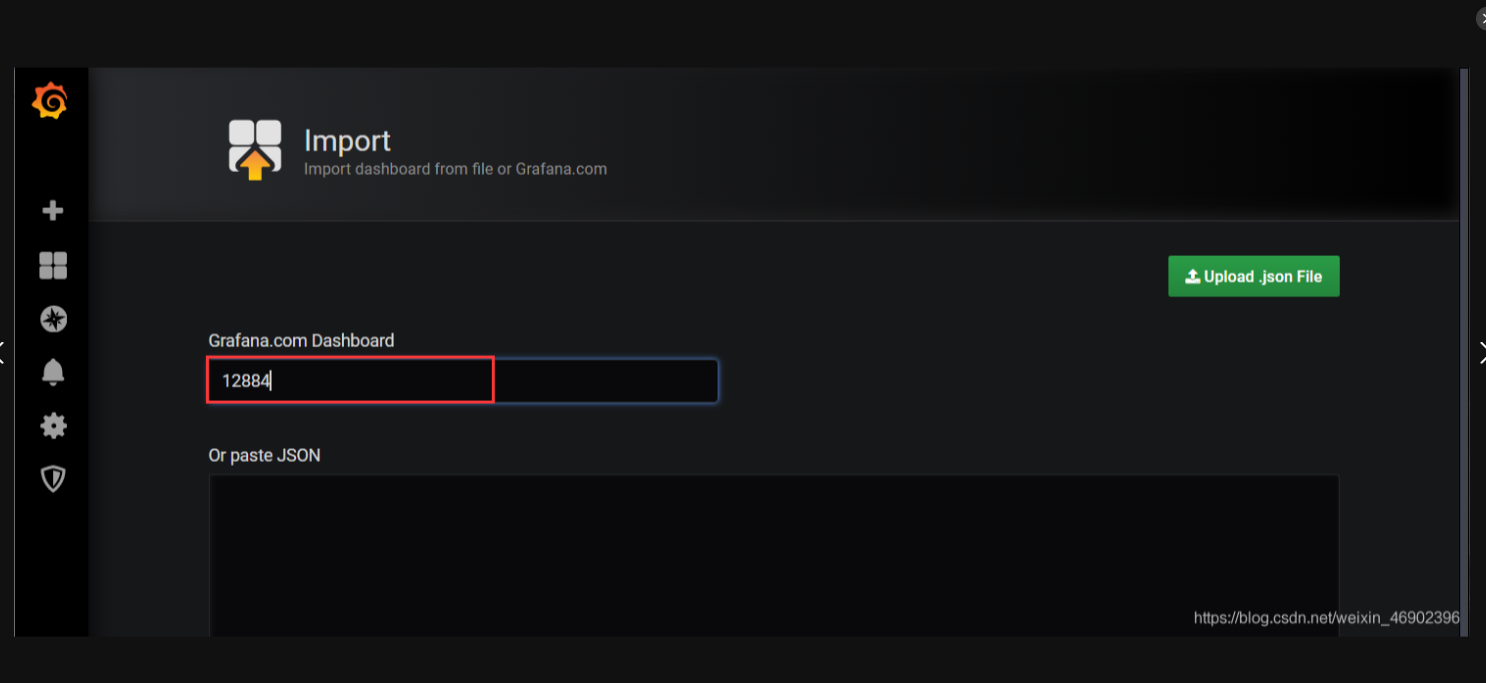 Import
Import dashboard from file or Grafana.com
Upload .json File
Grafana.com Dashboard
12884
Or paste JSON
https://blog.csdn.net/weixin_46902396